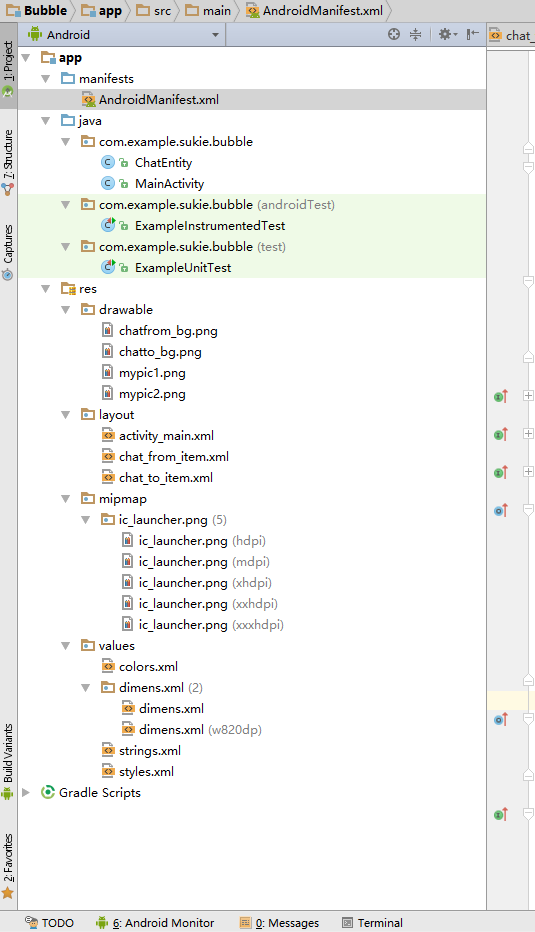 Bubble app src main AndroidManifest.xml
Android
chat_
1: Project
7: Structure
Captures
Build Variants
2: Favorites
app
manifests
AndroidManifest.xml
java
com.example.sukie.bubble
ChatEntity
MainActivity
com.example.sukie.bubble (androidTest)
ExampleInstrumentedTest
com.example.sukie.bubble (test)
ExampleUnitTest
res
drawable
chatfrom_bg.png
chatto_bg.png
mypic1.png
mypic2.png
layout
activity_main.xml
chat_from_item.xml
chat_to_item.xml
mipmap
ic_launcher.png (5)
ic_launcher.png (hdpi)
ic_launcher.png (mdpi)
ic_launcher.png (xhdpi)
ic_launcher.png (xxhdpi)
ic_launcher.png (xxxhdpi)
values
colors.xml
dimens.xml (2)
dimens.xml
dimens.xml (w820dp)
strings.xml
styles.xml
Gradle Scripts
TODO 6: Android Monitor 0: Messages Terminal